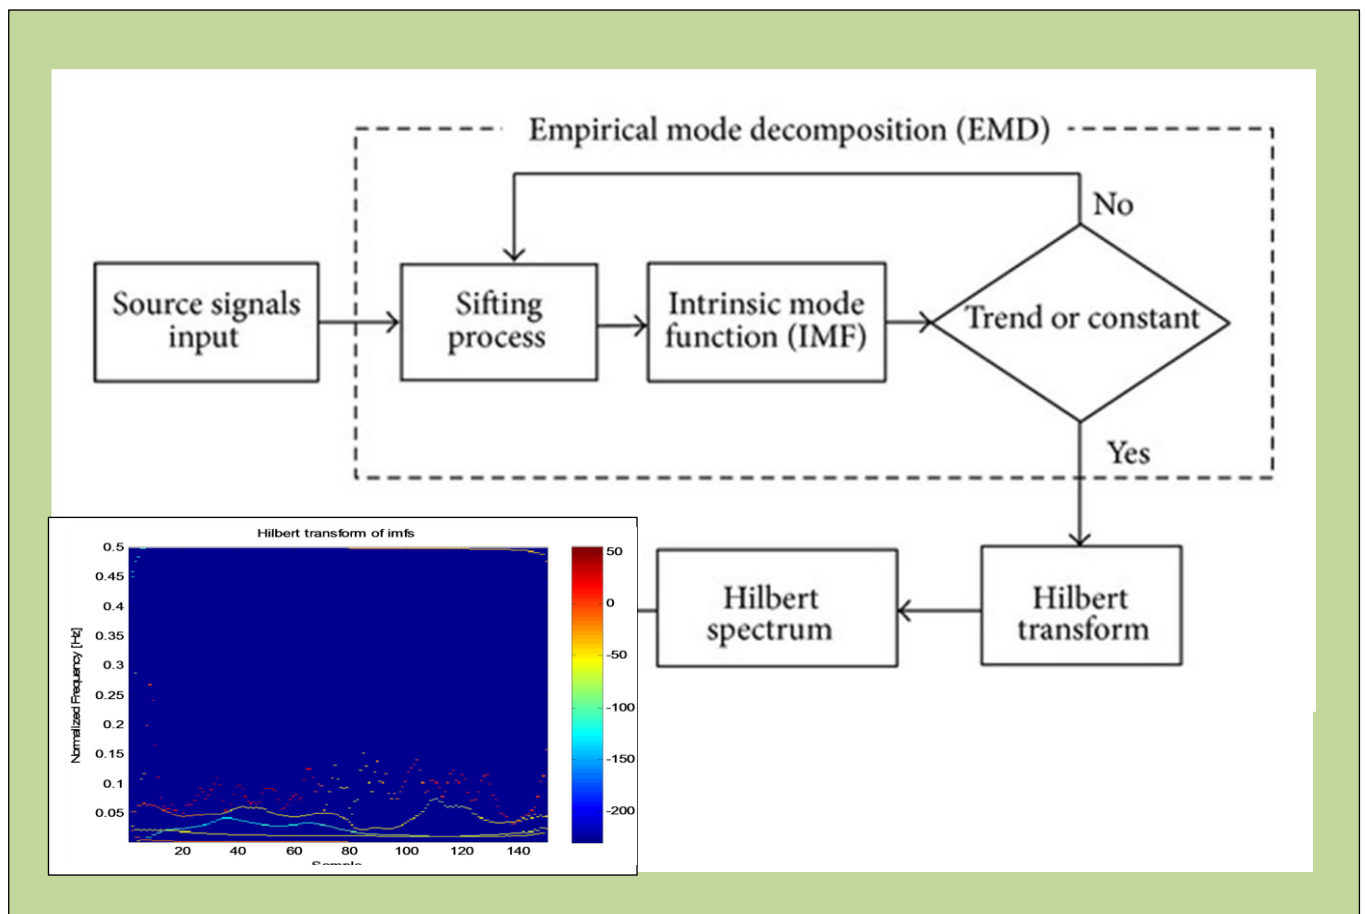 Empirical mode decomposition (EMD)
No
Source signals
input
Sifting
process
Intrinsic mode
function (IMF)
Trend or constant
Yes
Hilbert
transform
Hilbert
spectrum
Hilbert transform of imfs
Normalized Frequency [Hz]
0.5
0.45
0.4
0.35
0.3
0.25
0.2
0.15
0.1
0.05
20 40 60 80 100 120 140
Sample
50
0
-50
-100
-150
-200